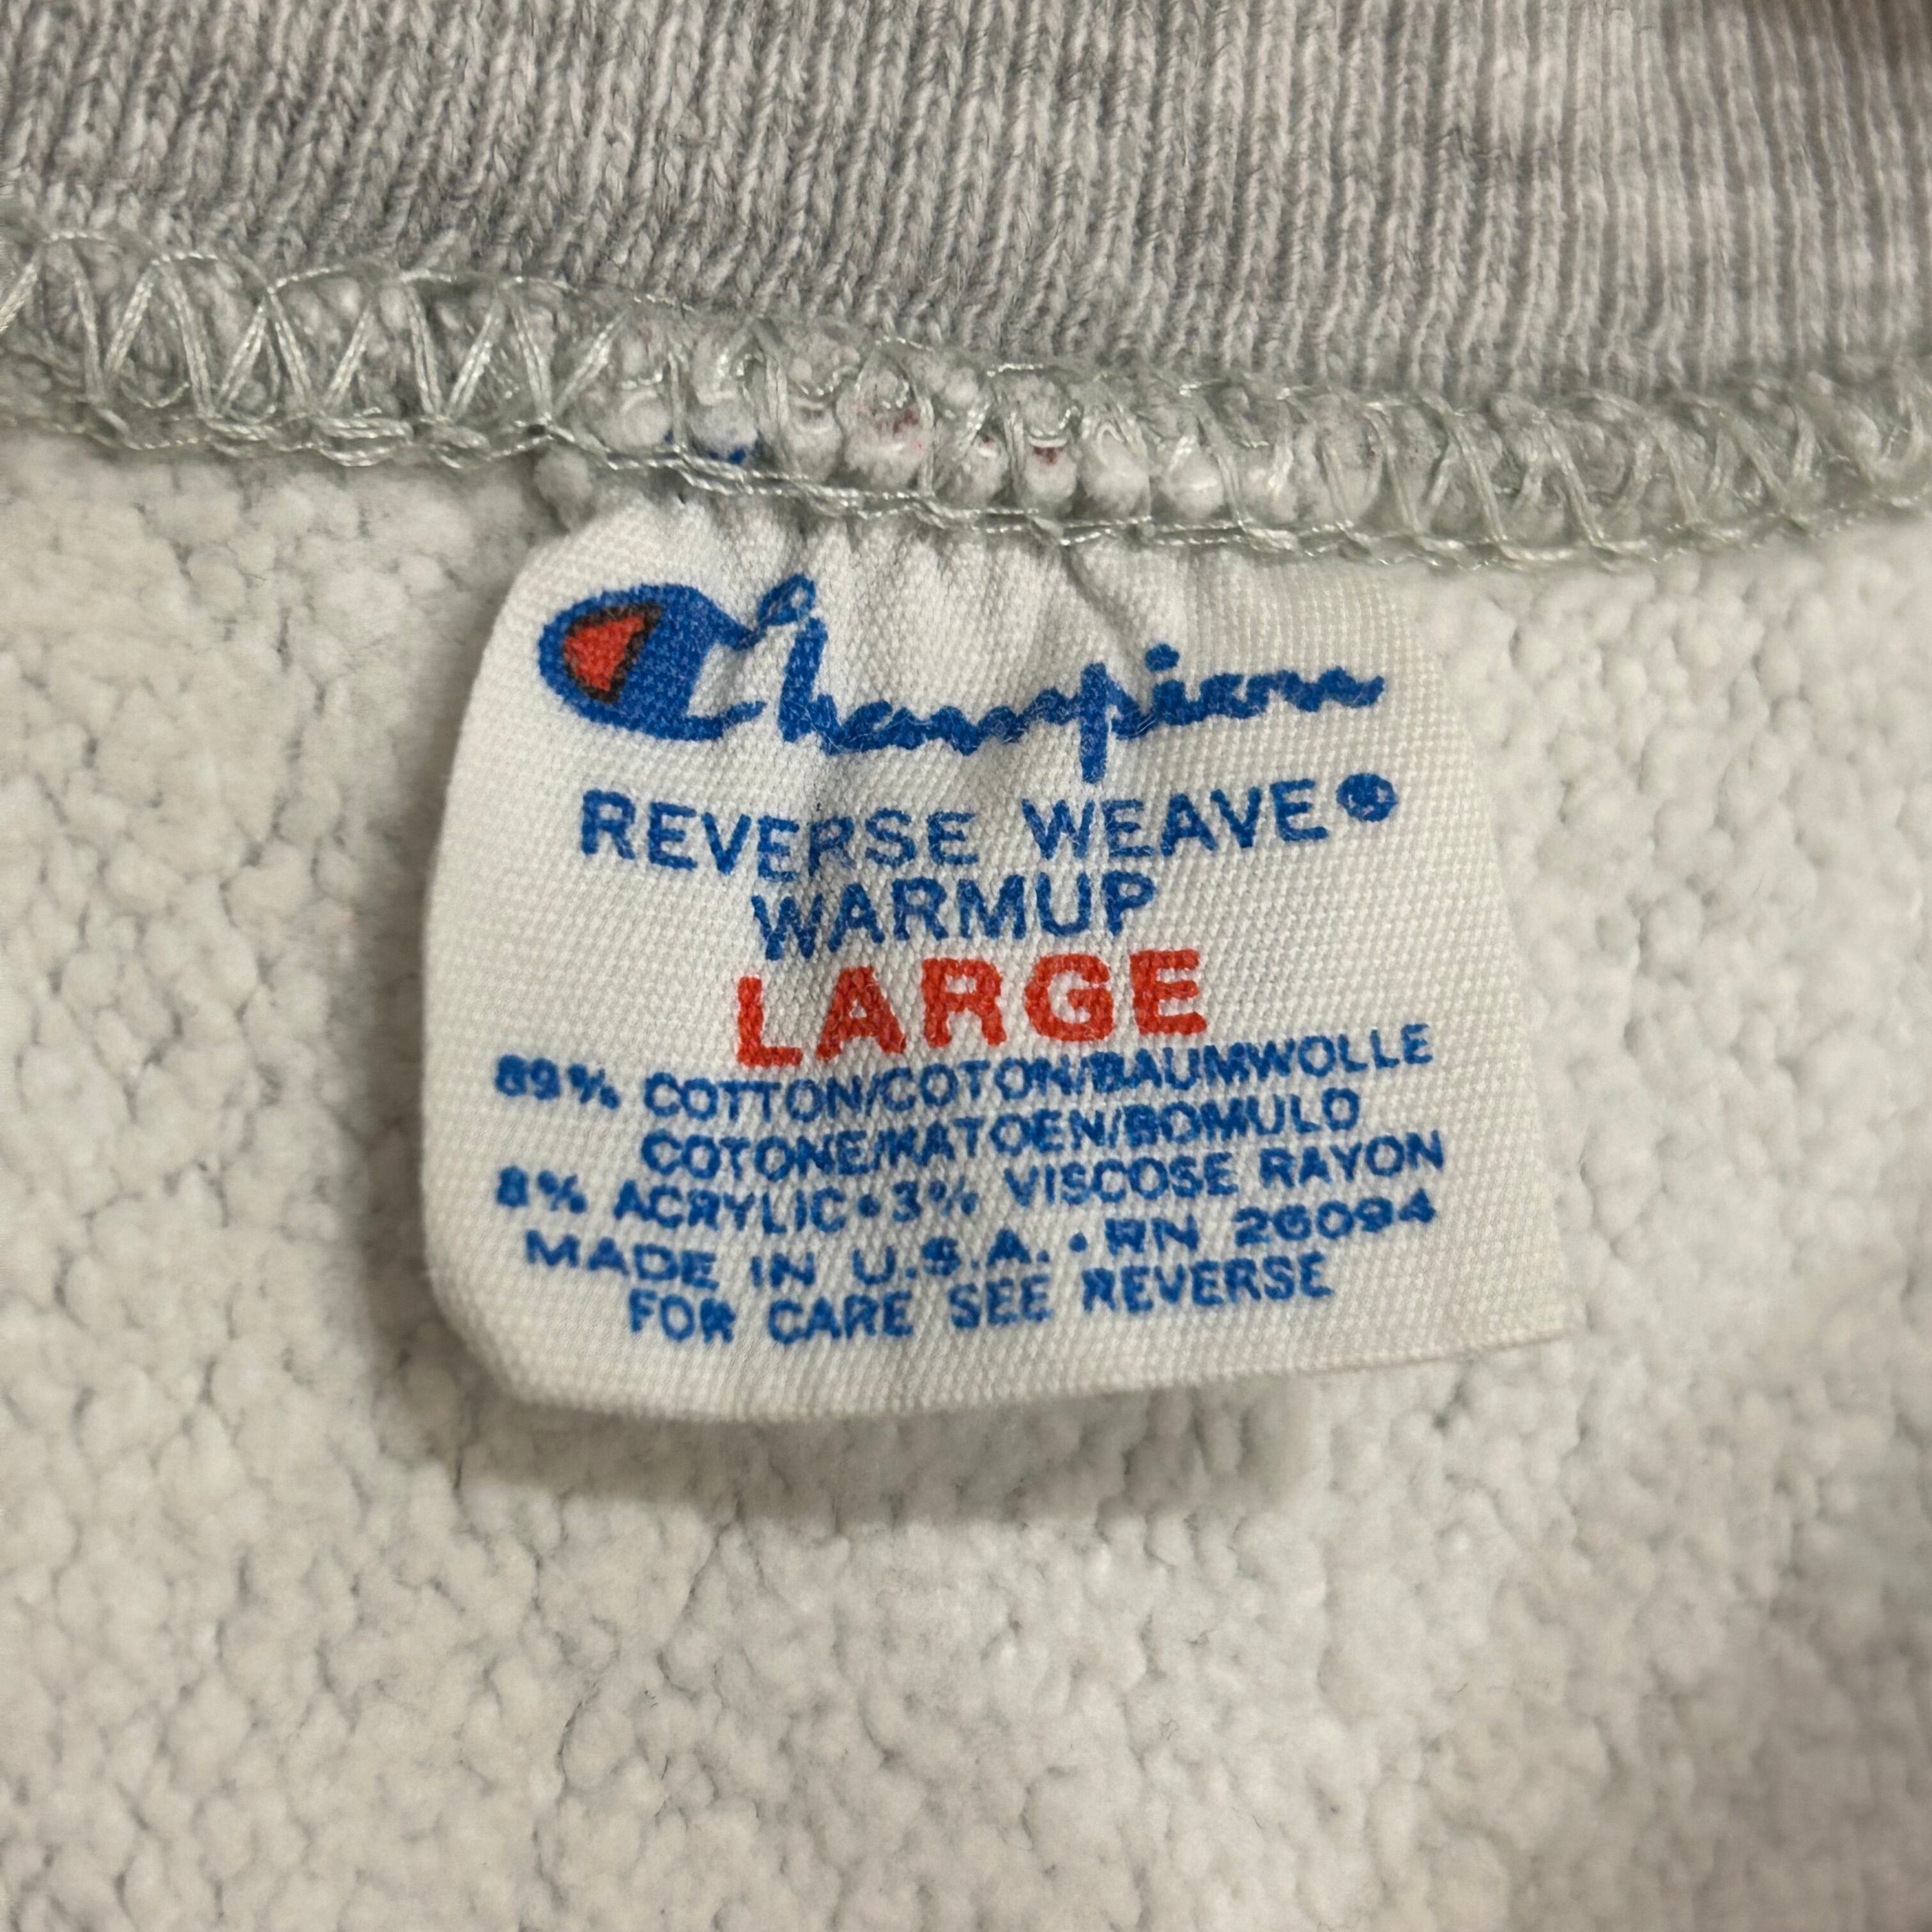 Champion
REVERSE WEAVE®
WARMUP
LARGE
89% COTTON/COTON/BAUMWOLLE
COTONE/KATOEN/BOMULD
8% ACRYLIC•3% VISCOSE RAYON
MADE IN U.S.A. • RN 26094
FOR CARE SEE REVERSE